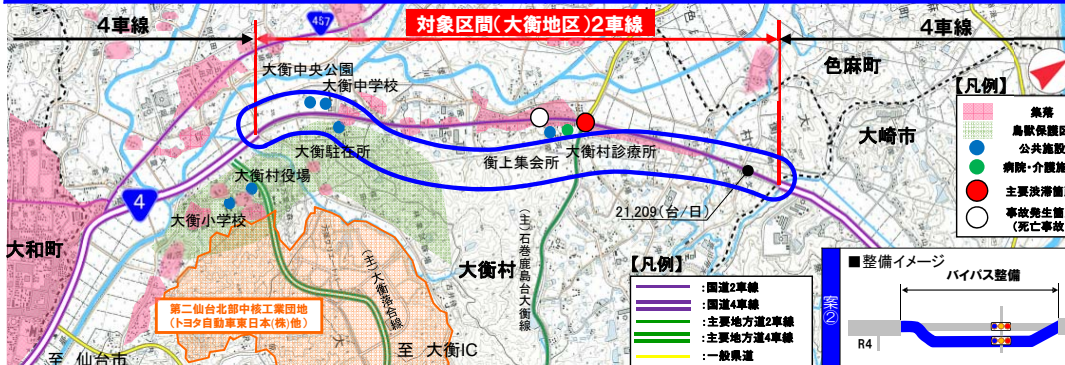 4車線
457
対象区間(大衡地区)2車線
4車線
色麻町
大衡中央公園
大衡中学校
【凡例】
集落
鳥獣保護区
公共施設
病院・介護施
主要渋滞箇
事故発生箇
(死亡事故
大崎市
大衡駐在所
衡上集会所
大衡村診療所
大衡村役場
4
大衡小学校
21,209(台/日)
大和町
大衡村
(主)石巻鹿島台大衡線
(主)大衡落合線
第二仙台北部中核工業団地
(トヨタ自動車東日本(株)他)
至 仙台市
至 大衡IC
【凡例】
:国道2車線
:国道4車線
:主要地方道2車線
:主要地方道4車線
:一般県道
案②
■整備イメージ
バイパス整備
R4